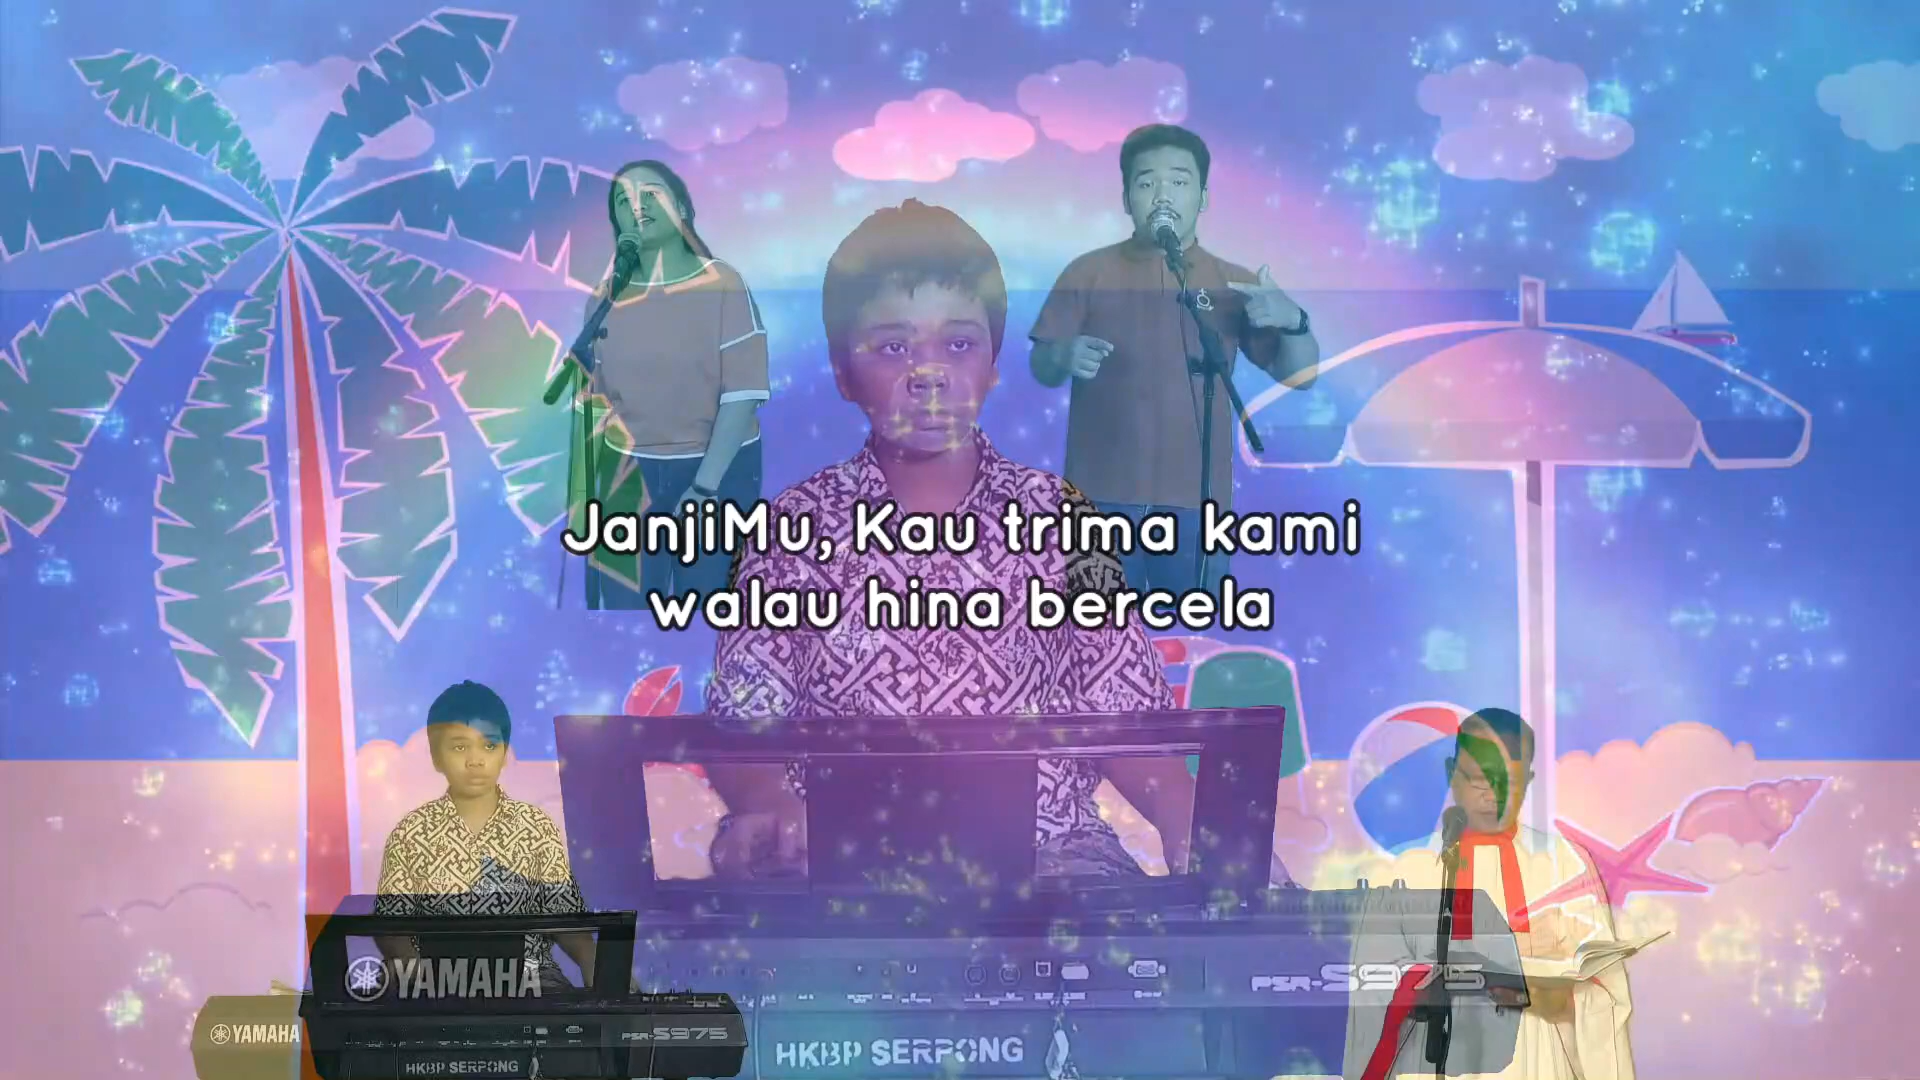 JanjiMu, Kau trima kami
walau hina bercela
YAMAHA
PSR-S975
YAMAHA
PSR-S975
HKBP SERPONG
HKBP SERPONG